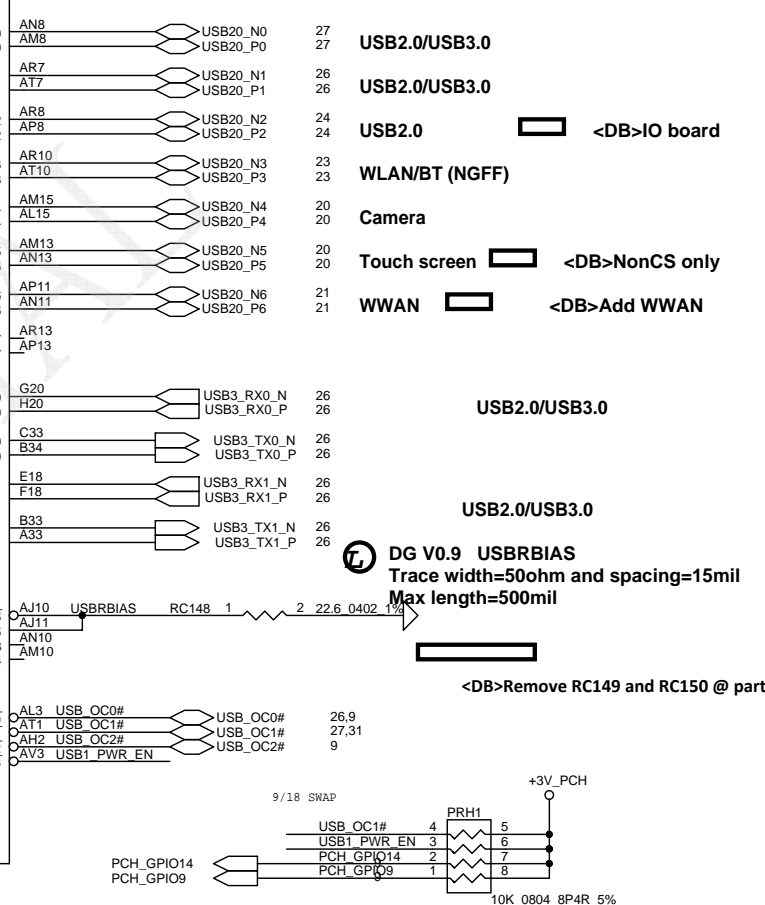 AN8 USB20_N0 27
AM8 USB20_P0 27 USB2.0/USB3.0
AR7 USB20_N1 26
AT7 USB20_P1 26 USB2.0/USB3.0
AR8 USB20_N2 24
AP8 USB20_P2 24 USB2.0 <DB>IO board
AR10 USB20_N3 23
AT10 USB20_P3 23 WLAN/BT (NGFF)
AM15 USB20_N4 20
AL15 USB20_P4 20 Camera
AM13 USB20_N5 20
AN13 USB20_P5 20 Touch screen <DB>NonCS only
AP11 USB20_N6 21
AN11 USB20_P6 21 WWAN <DB>Add WWAN
AR13
AP13
G20 USB3_RX0_N 26
H20 USB3_RX0_P 26 USB2.0/USB3.0
C33 USB3_TX0_N 26
B34 USB3_TX0_P 26
E18 USB3_RX1_N 26
F18 USB3_RX1_P 26
USB2.0/USB3.0
B33 USB3_TX1_N 26
A33 USB3_TX1_P 26
DG V0.9 USBRBIAS
Trace width=50ohm and spacing=15mil
Max length=500mil
AJ10 USBRBIAS RC148 1 2 22.6_0402_1%
AJ11
AN10
AM10
<DB>Remove RC149 and RC150 @ part
AL3 USB_OC0# USB_OC0# 26,9
AT1 USB_OC1# USB_OC1# 27,31
AH2 USB_OC2# USB_OC2# 9
AV3 USB1_PWR_EN
+3V_PCH
9/18 SWAP
PRH1
USB_OC1# 4 5
USB1_PWR_EN 3 6
PCH_GPIO14 PCH_GPIO14 2 7
PCH_GPIO9 PCH_GPIO9 1 8
10K_0804_8P4R_5%